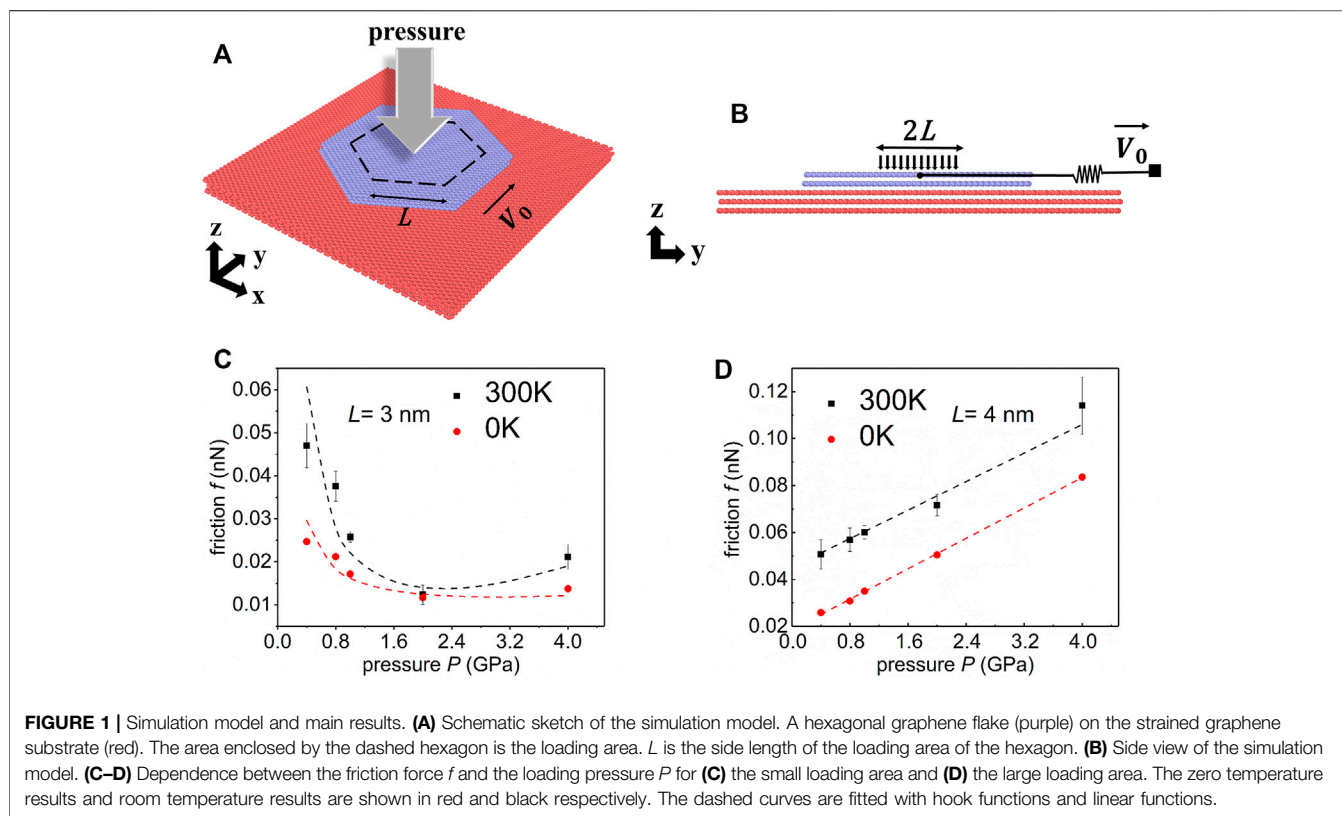 A
pressure
L
V₀
z
y
x
B
2L
V₀
z
y
C
300K
L= 3 nm
0K
friction f (nN)
0.06
0.05
0.04
0.03
0.02
0.01
0.0 0.8 1.6 2.4 3.2 4.0
pressure P (GPa)
D
300K
L= 4 nm
0K
friction f (nN)
0.12
0.10
0.08
0.06
0.04
0.02
0.0 0.8 1.6 2.4 3.2 4.0
pressure P (GPa)
FIGURE 1 | Simulation model and main results. (A) Schematic sketch of the simulation model. A hexagonal graphene flake (purple) on the strained graphene
substrate (red). The area enclosed by the dashed hexagon is the loading area. L is the side length of the loading area of the hexagon. (B) Side view of the simulation
model. (C–D) Dependence between the friction force f and the loading pressure P for (C) the small loading area and (D) the large loading area. The zero temperature
results and room temperature results are shown in red and black respectively. The dashed curves are fitted with hook functions and linear functions.